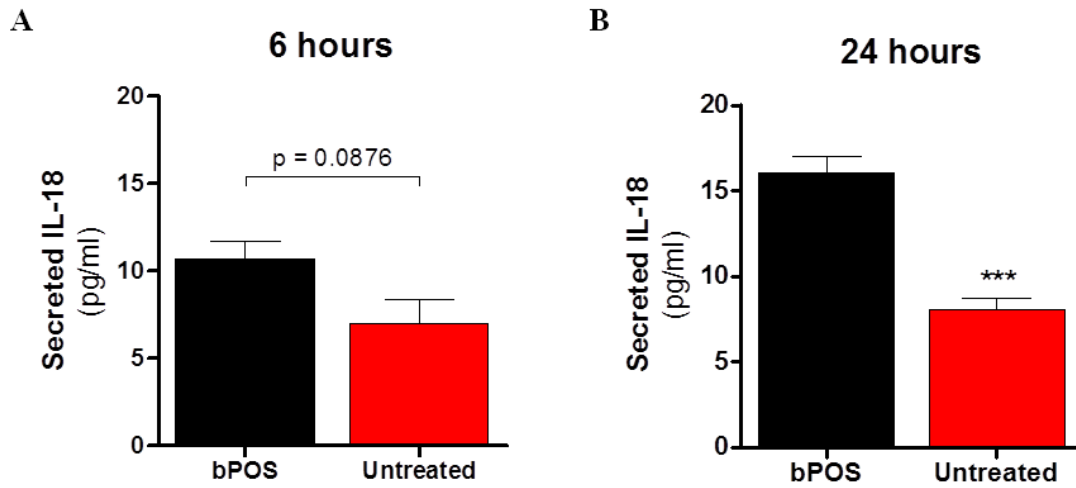 A
6 hours
Secreted IL-18
(pg/ml)
20
15
10
5
0
p = 0.0876
bPOS
Untreated
B
24 hours
Secreted IL-18
(pg/ml)
20
15
10
5
0
***
bPOS
Untreated